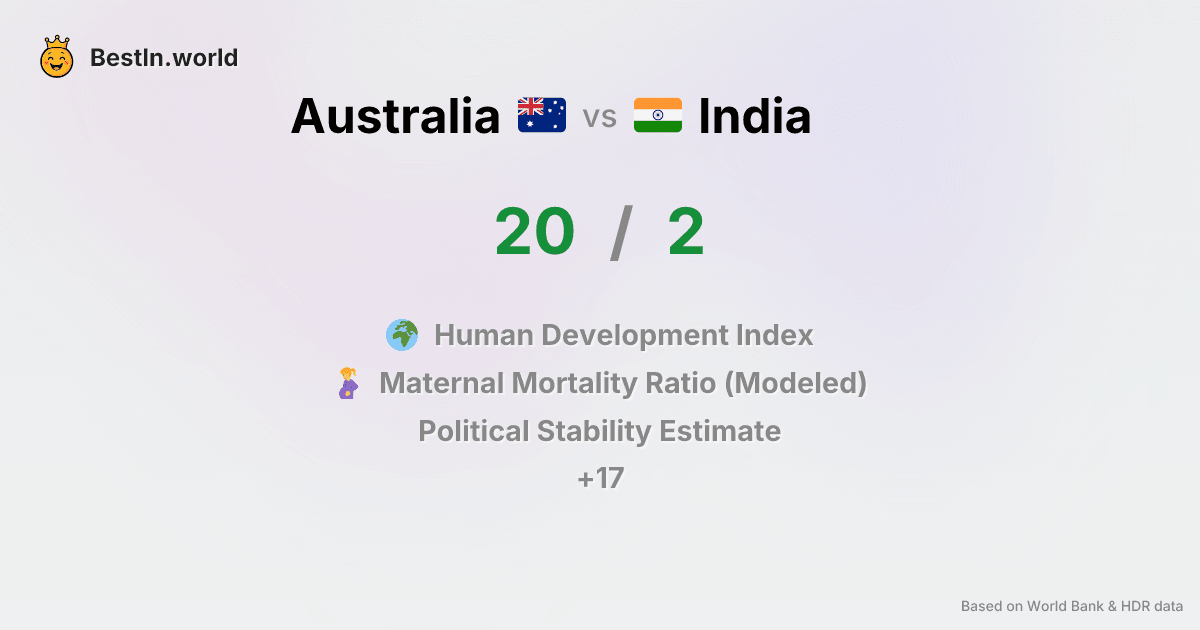 BestIn.world
Australia vs India
20 / 2
Human Development Index
Maternal Mortality Ratio (Modeled)
Political Stability Estimate
+17
Based on World Bank & HDR data